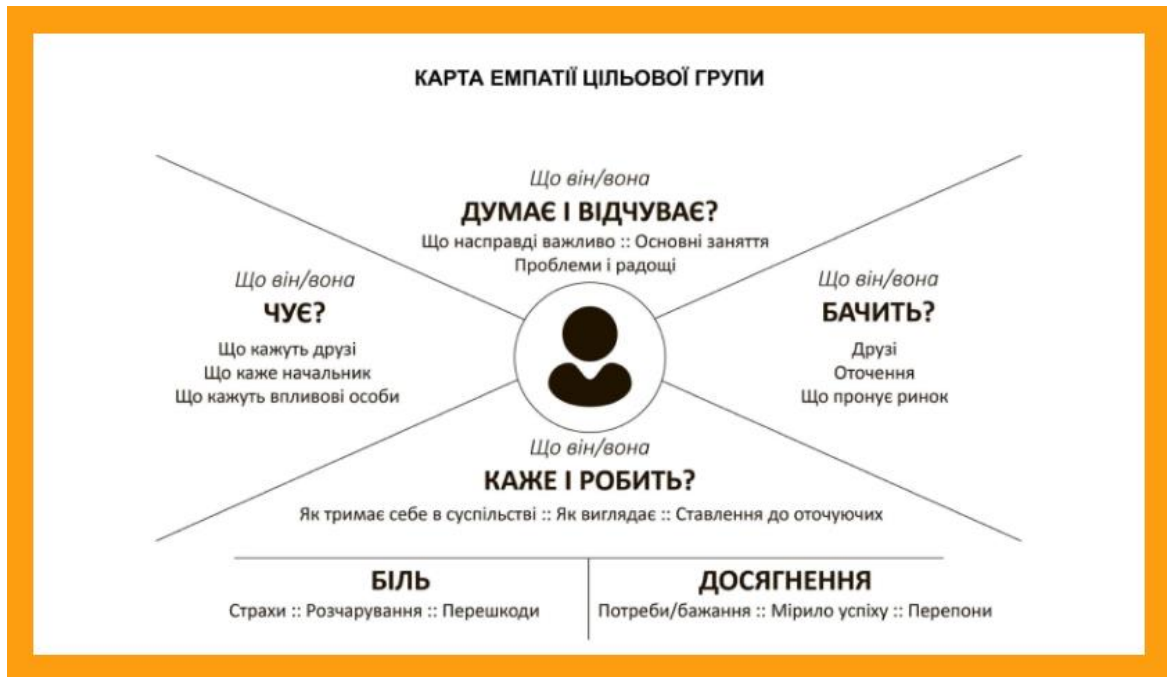 КАРТА ЕМПАТІЇ ЦІЛЬОВОЇ ГРУПИ
Що він/вона
ДУМАЄ І ВІДЧУВАЄ?
Що насправді важливо :: Основні заняття
Проблеми і радощі
Що він/вона
ЧУЄ?
Що кажуть друзі
Що каже начальник
Що кажуть впливові особи
Що він/вона
БАЧИТЬ?
Друзі
Оточення
Що пронує ринок
Що він/вона
КАЖЕ І РОБИТЬ?
Як тримає себе в суспільстві :: Як виглядає :: Ставлення до оточуючих
БІЛЬ
Страхи :: Розчарування :: Перешкоди
ДОСЯГНЕННЯ
Потреби/бажання :: Мірило успіху :: Перепони